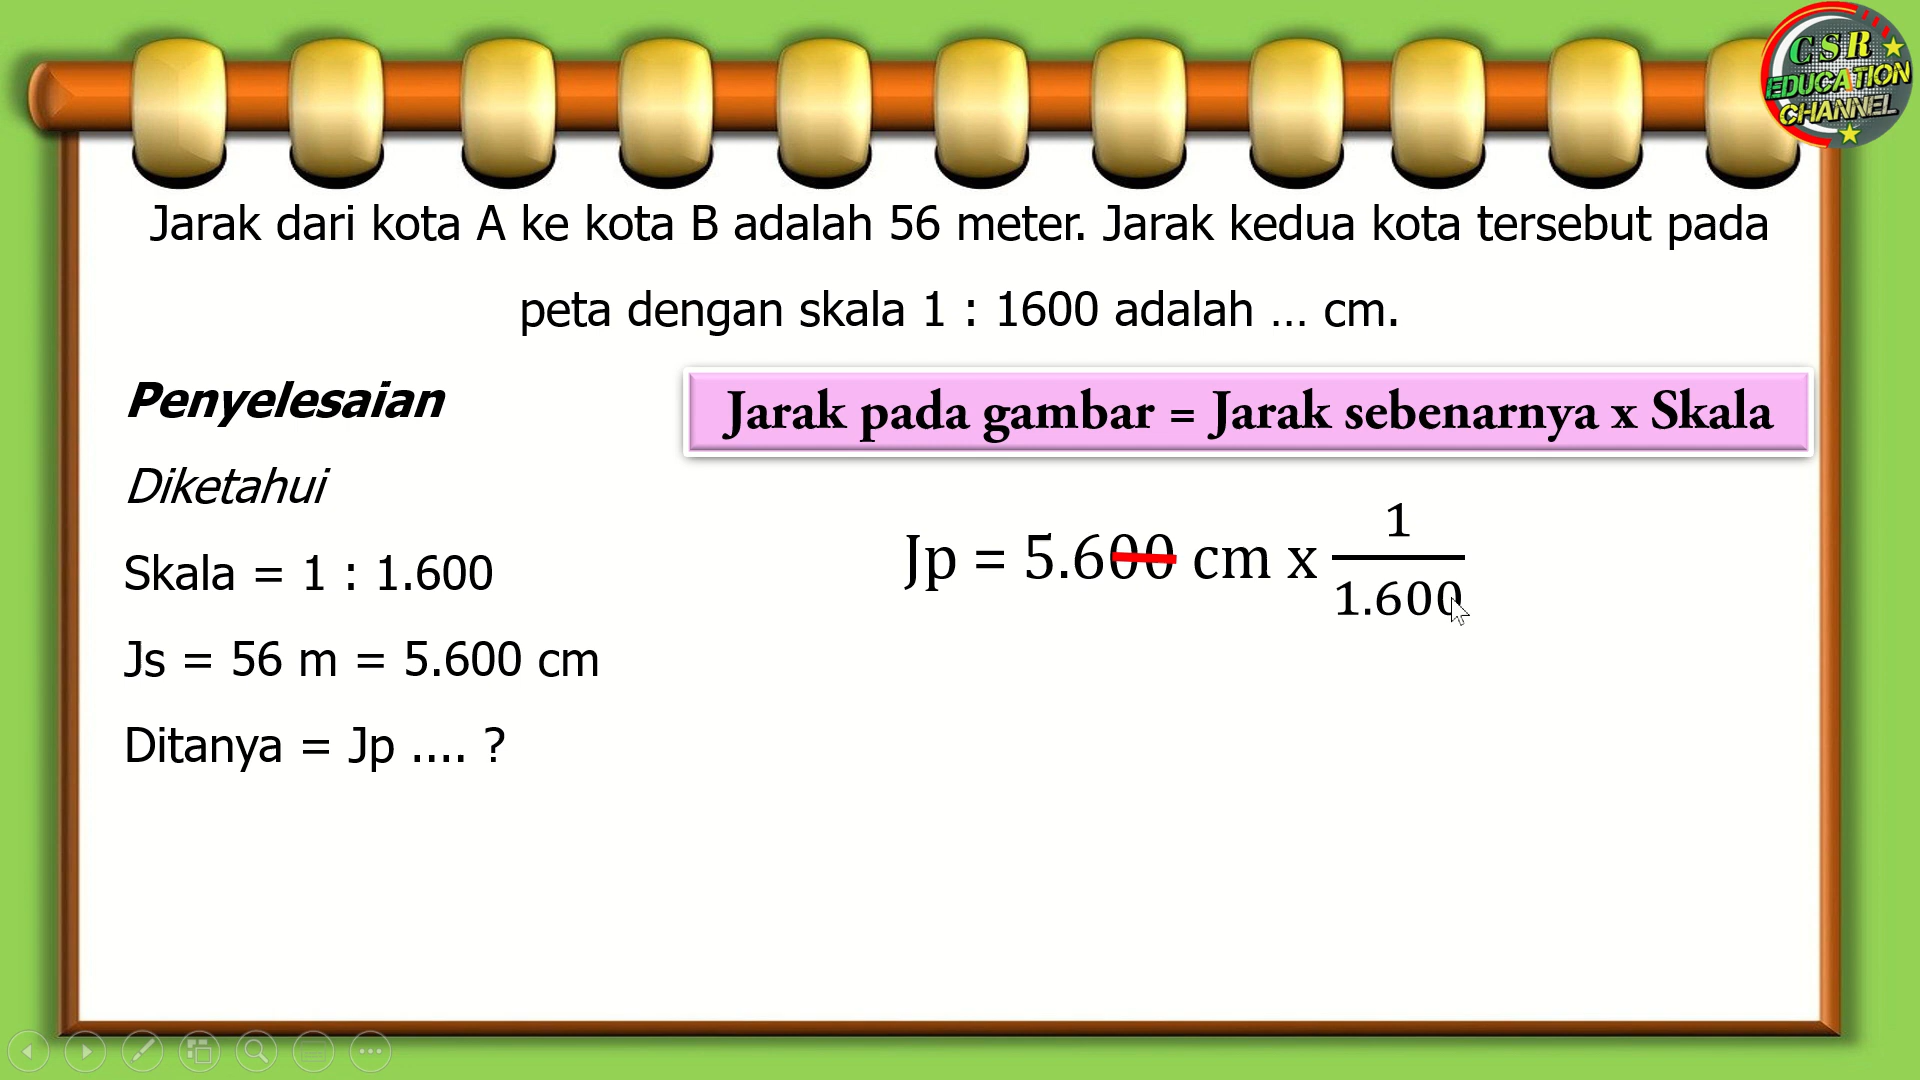 CSR
EDUCATION
CHANNEL
Jarak dari kota A ke kota B adalah 56 meter. Jarak kedua kota tersebut pada
peta dengan skala 1 : 1600 adalah ... cm.
Penyelesaian
Jarak pada gambar = Jarak sebenarnya x Skala
Diketahui
Skala = 1 : 1.600
Js = 56 m = 5.600 cm
Ditanya = Jp .... ?
Jp = 5.600 cm x 1/1.600